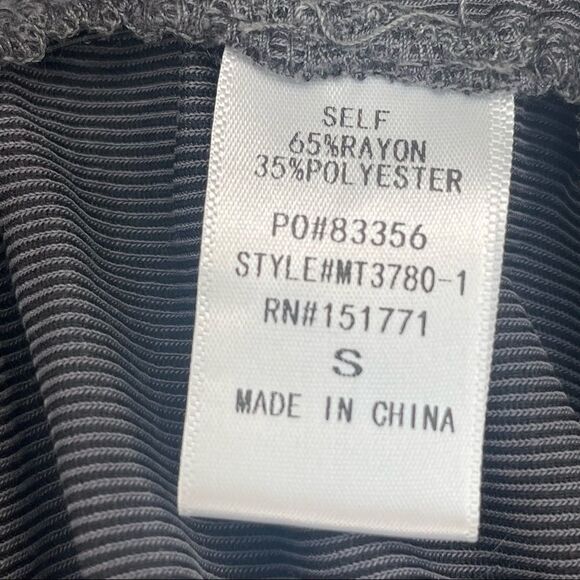 SELF
65%RAYON
35%POLYESTER
PO#83356
STYLE#MT3780-1
RN#151771
S
MADE IN CHINA